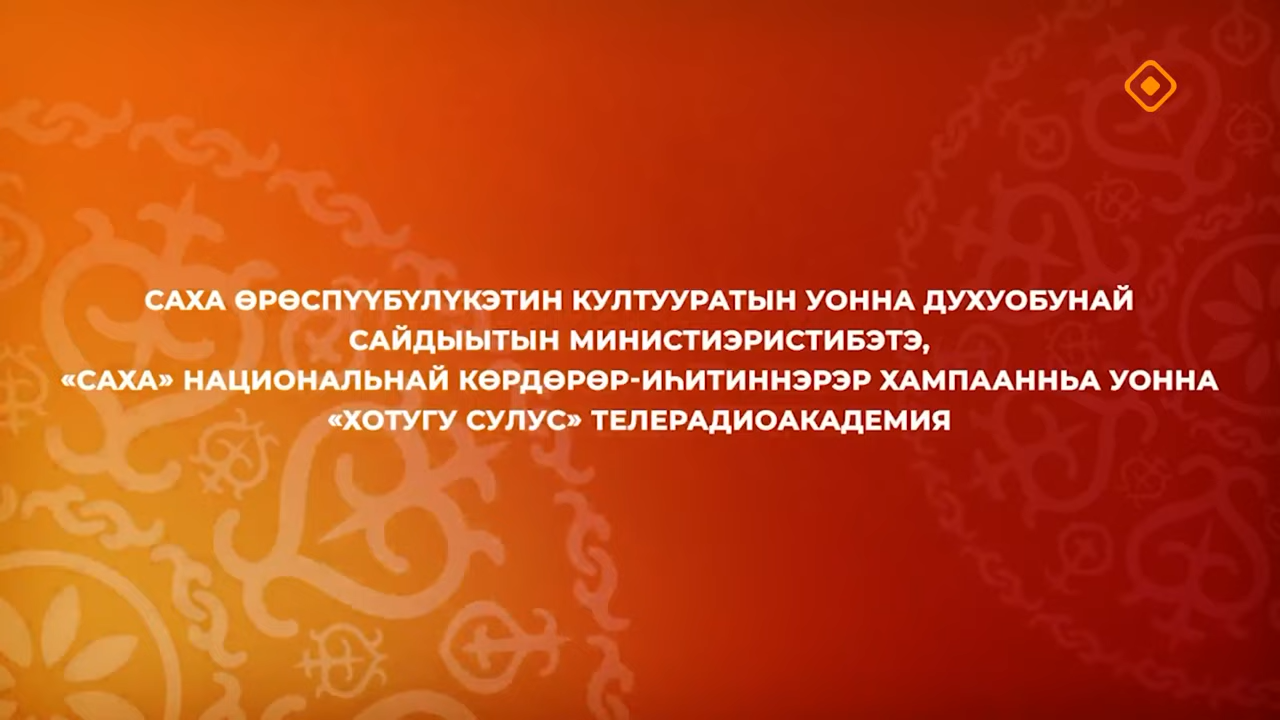 САХА ӨРӨСПҮҮБҮЛҮКЭТИН КУЛТУУРАТЫН УОННА ДУХУОБУНАЙ
САЙДЫЫТЫН МИНИСТИЭРИСТИБЭТЭ,
«САХА» НАЦИОНАЛЬНАЙ КӨРДӨРӨР-ИҺИТИННЭРЭР ХАМПААННЬА УОННА
«ХОТУГУ СУЛУС» ТЕЛЕРАДИОАКАДЕМИЯ